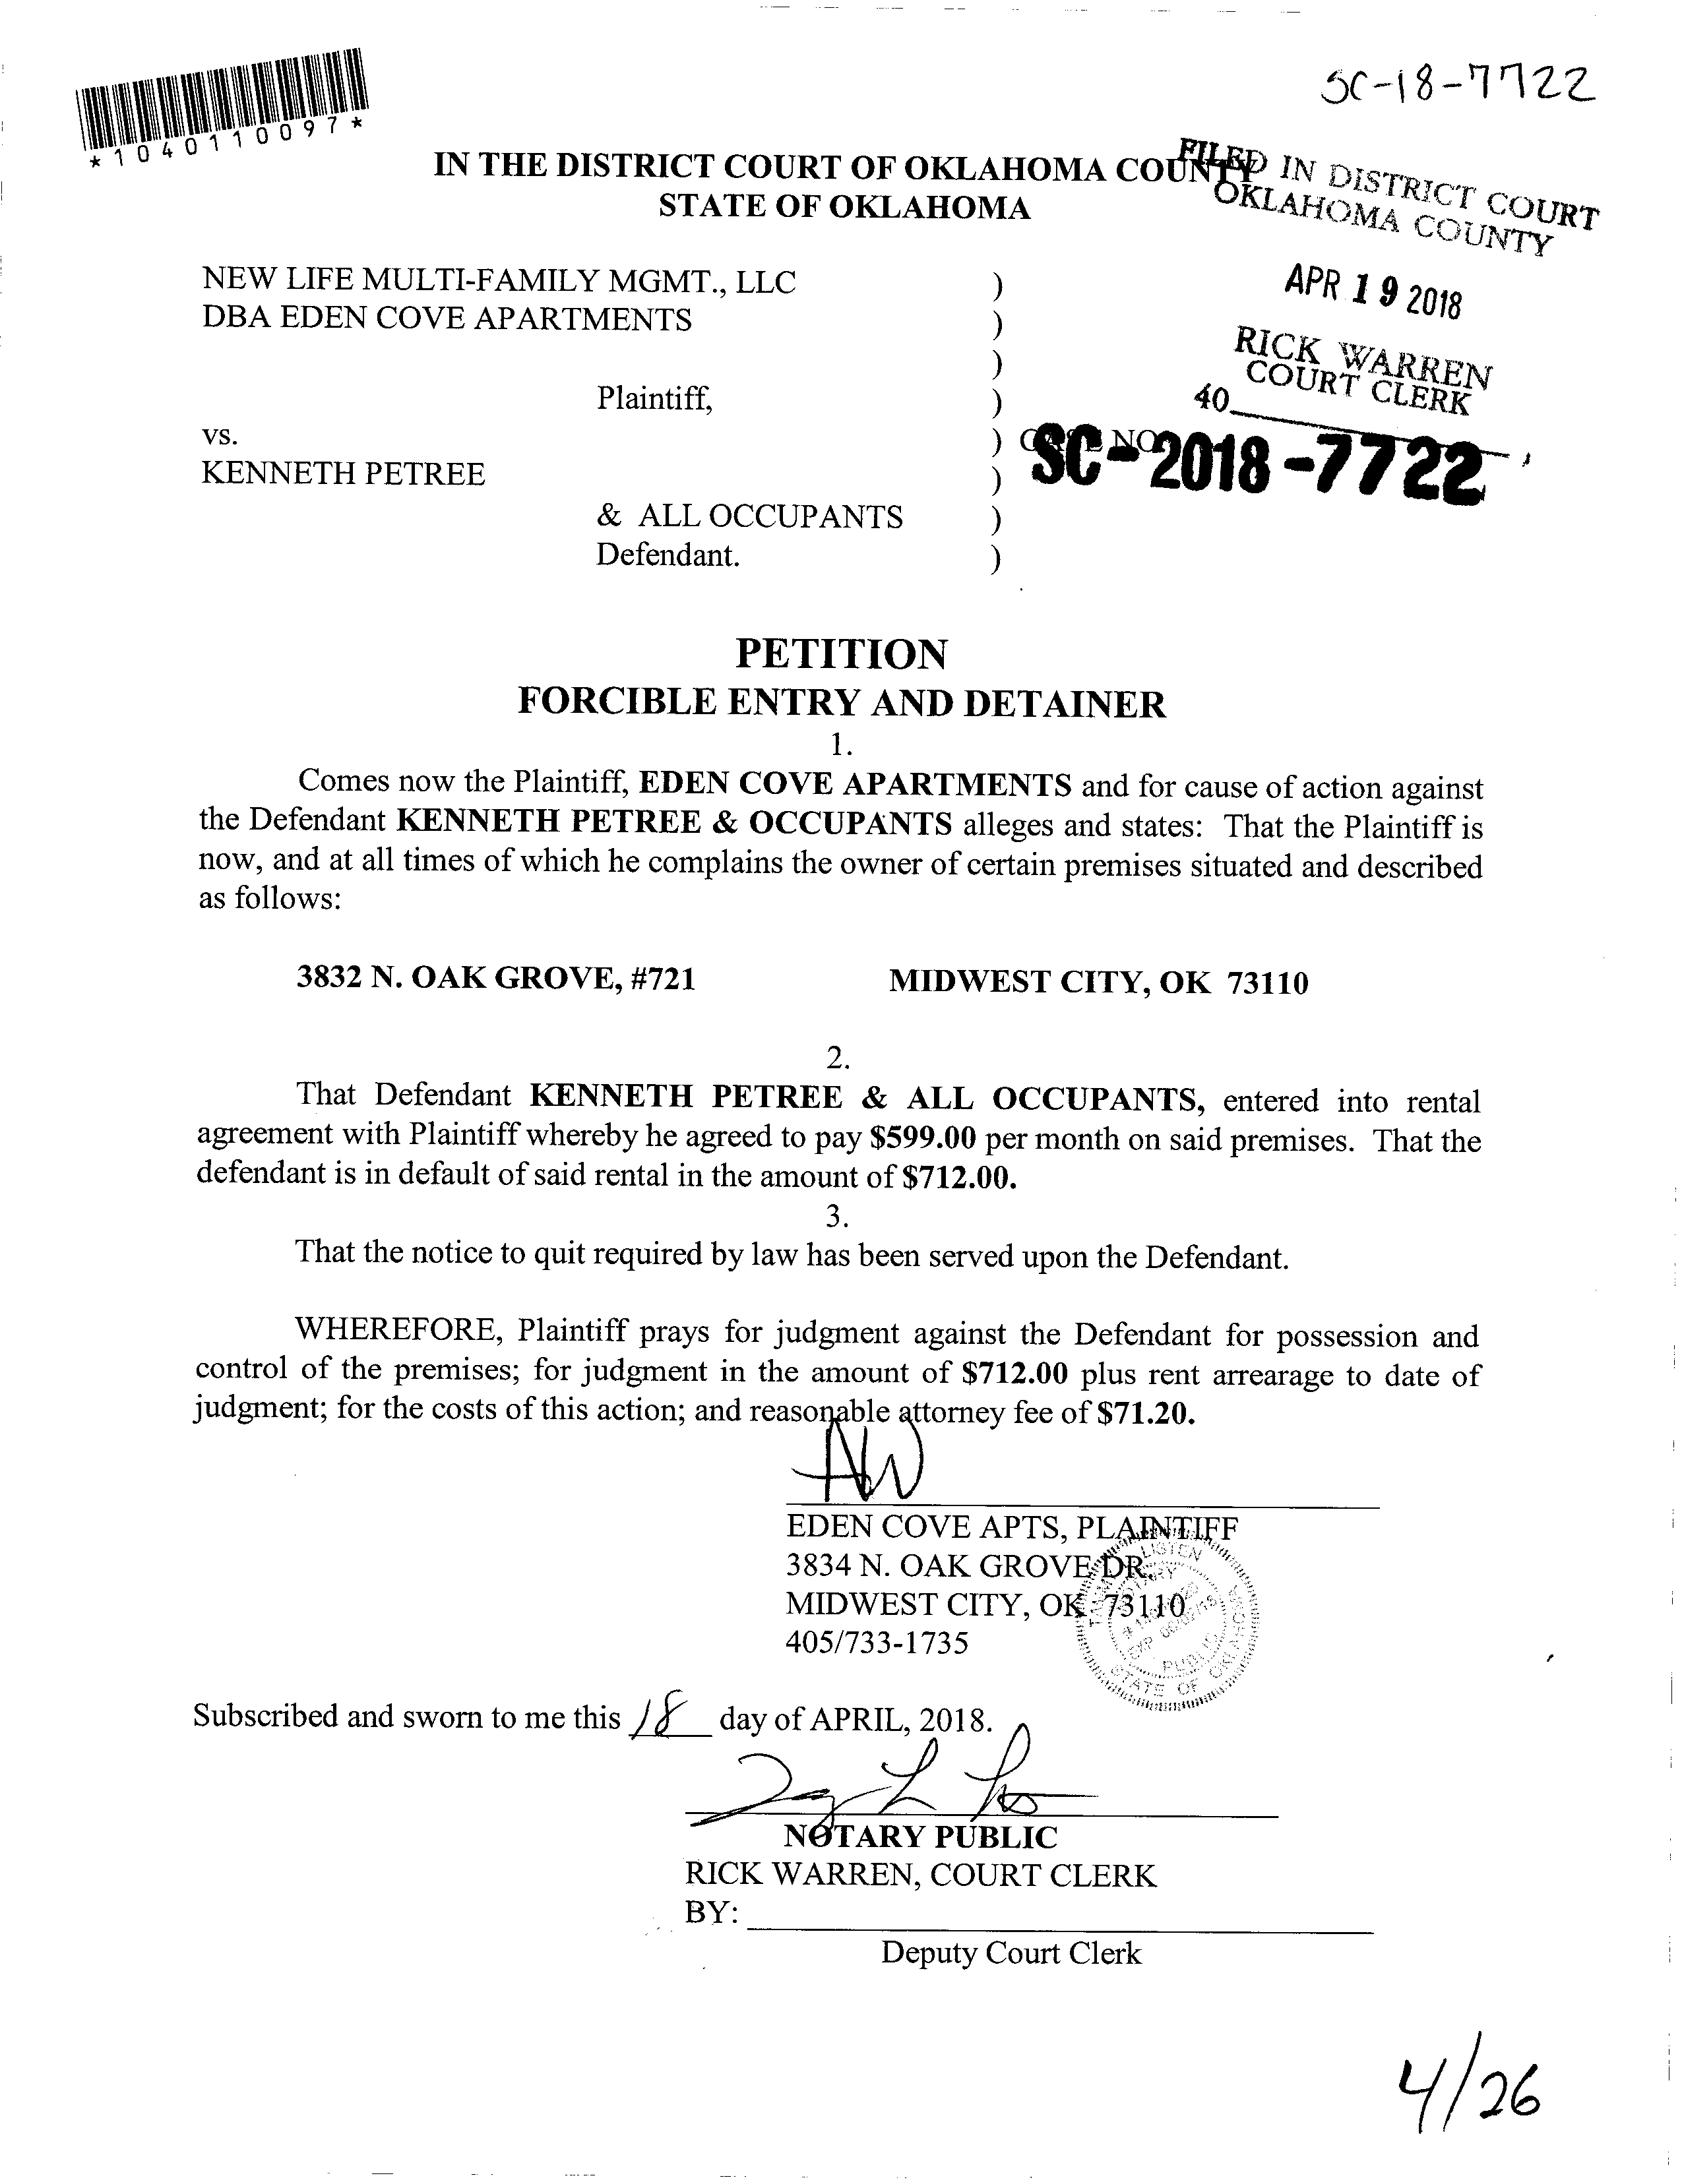 SC-18-7722
*1040110097*
IN THE DISTRICT COURT OF OKLAHOMA COUNTY
STATE OF OKLAHOMA
FILED IN DISTRICT COURT
OKLAHOMA COUNTY
APR 19 2018
RICK WARREN
COURT CLERK
40
NEW LIFE MULTI-FAMILY MGMT., LLC )
DBA EDEN COVE APARTMENTS )
)
Plaintiff, )
vs. ) CASE NO
SC-2018-7722
KENNETH PETREE )
& ALL OCCUPANTS )
Defendant. )
PETITION
FORCIBLE ENTRY AND DETAINER
1.
Comes now the Plaintiff, EDEN COVE APARTMENTS and for cause of action against
the Defendant KENNETH PETREE & OCCUPANTS alleges and states: That the Plaintiff is
now, and at all times of which he complains the owner of certain premises situated and described
as follows:
3832 N. OAK GROVE, #721 MIDWEST CITY, OK 73110
2.
That Defendant KENNETH PETREE & ALL OCCUPANTS, entered into rental
agreement with Plaintiff whereby he agreed to pay $599.00 per month on said premises. That the
defendant is in default of said rental in the amount of $712.00.
3.
That the notice to quit required by law has been served upon the Defendant.
WHEREFORE, Plaintiff prays for judgment against the Defendant for possession and
control of the premises; for judgment in the amount of $712.00 plus rent arrearage to date of
judgment; for the costs of this action; and reasonable attorney fee of $71.20.
AW
EDEN COVE APTS, PLAINTIFF
3834 N. OAK GROVE DR.
MIDWEST CITY, OK 73110
405/733-1735
NOTARY
PUBLIC
STATE OF OKLAHOMA
Subscribed and sworn to me this 18 day of APRIL, 2018.
NOTARY PUBLIC
RICK WARREN, COURT CLERK
BY:
Deputy Court Clerk
4/26